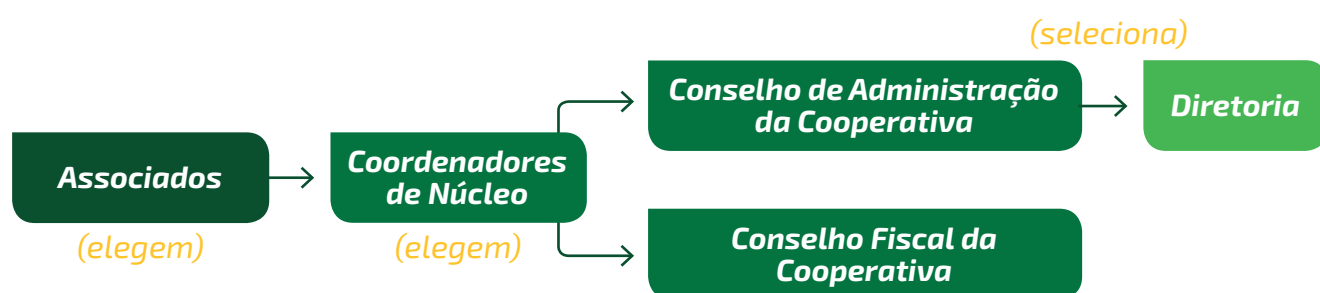 Associados
(elegem)
Coordenadores
de Núcleo
(elegem)
Conselho de Administração
da Cooperativa
(seleciona)
Diretoria
Conselho Fiscal da
Cooperativa